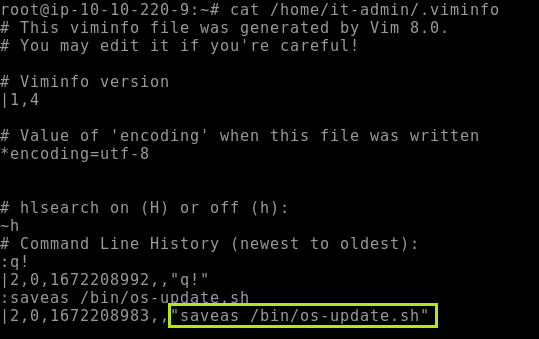 root@ip-10-10-220-9:~# cat /home/it-admin/.viminfo
# This viminfo file was generated by Vim 8.0.
# You may edit it if you're careful!
# Viminfo version
|1,4
# Value of 'encoding' when this file was written
*encoding=utf-8
# hlsearch on (H) or off (h):
~h
# Command Line History (newest to oldest):
:q!
|2,0,1672208992,,"q!"
:saveas /bin/os-update.sh
|2,0,1672208983,,"saveas /bin/os-update.sh"